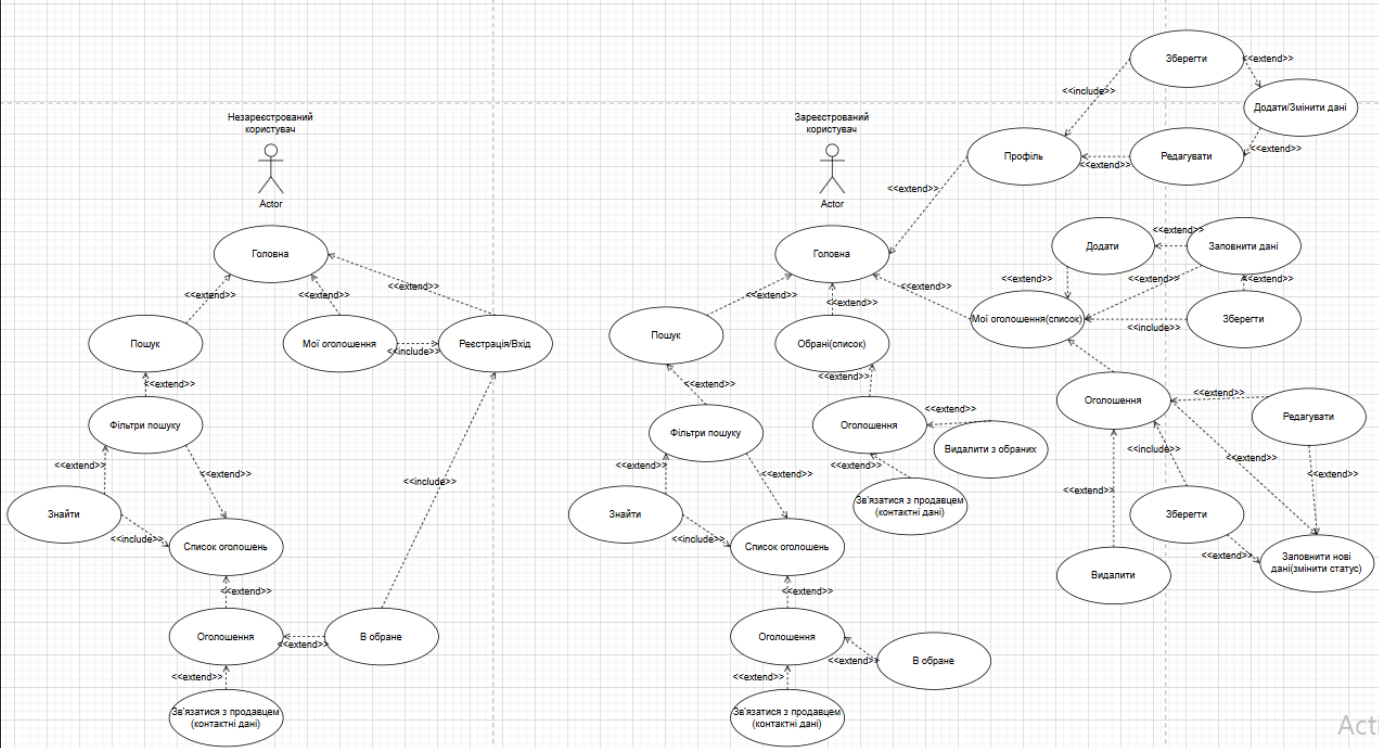 Незареєстрований
користувач
Actor
Головна
<<extend>>
<<extend>>
<<extend>>
Пошук
Мої оголошення
<<include>>
Реєстрація/Вхід
<<extend>>
Фільтри пошуку
<<extend>>
<<extend>>
<<include>>
Знайти
<<include>>
Список оголошень
<<extend>>
Оголошення
<<extend>>
В обране
<<extend>>
Зв'язатися з продавцем
(контактні дані)
Зареєстрований
користувач
Actor
Головна
<<extend>>
<<extend>>
<<extend>>
<<extend>>
Пошук
Обрані(список)
<<extend>>
<<extend>>
Фільтри пошуку
Оголошення
<<extend>>
Видалити з обраних
<<extend>>
<<extend>>
<<extend>>
Зв'язатися з продавцем
(контактні дані)
Знайти
<<include>>
Список оголошень
<<extend>>
Оголошення
<<extend>>
В обране
<<extend>>
Зв'язатися з продавцем
(контактні дані)
Зберегти
<<extend>>
<<include>>
Додати/Змінити дані
<<extend>>
Профіль
<<extend>>
Редагувати
Додати
<<extend>>
Заповнити дані
<<extend>>
<<extend>>
<<extend>>
Мої оголошення(список)
<<include>>
Зберегти
Оголошення
<<extend>>
Редагувати
<<include>>
<<extend>>
<<extend>>
<<extend>>
Зберегти
<<extend>>
Заповнити нові
дані(змінити статус)
Видалити
Acti